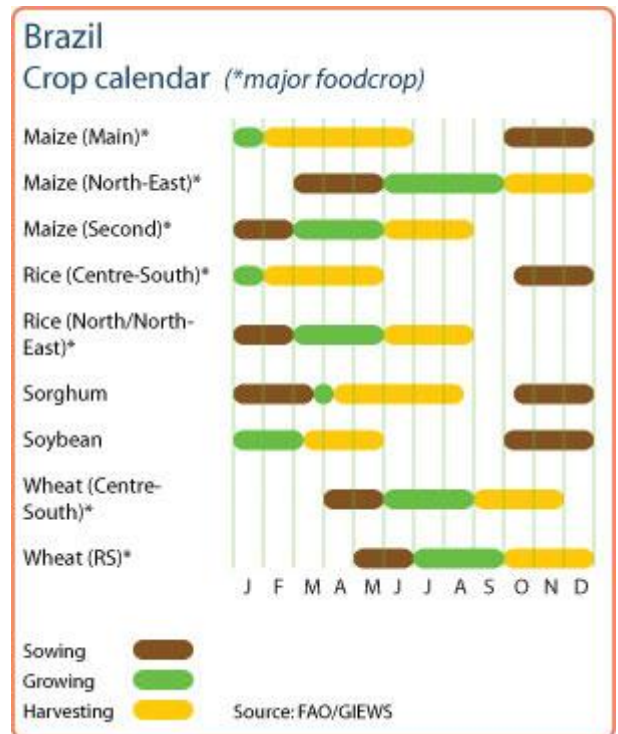 Brazil
Crop calendar (*major foodcrop)
Maize (Main)*
Maize (North-East)*
Maize (Second)*
Rice (Centre-South)*
Rice (North/North-
East)*
Sorghum
Soybean
Wheat (Centre-
South)*
Wheat (RS)*
J F M A M J J A S O N D
Sowing
Growing
Harvesting Source: FAO/GIEWS